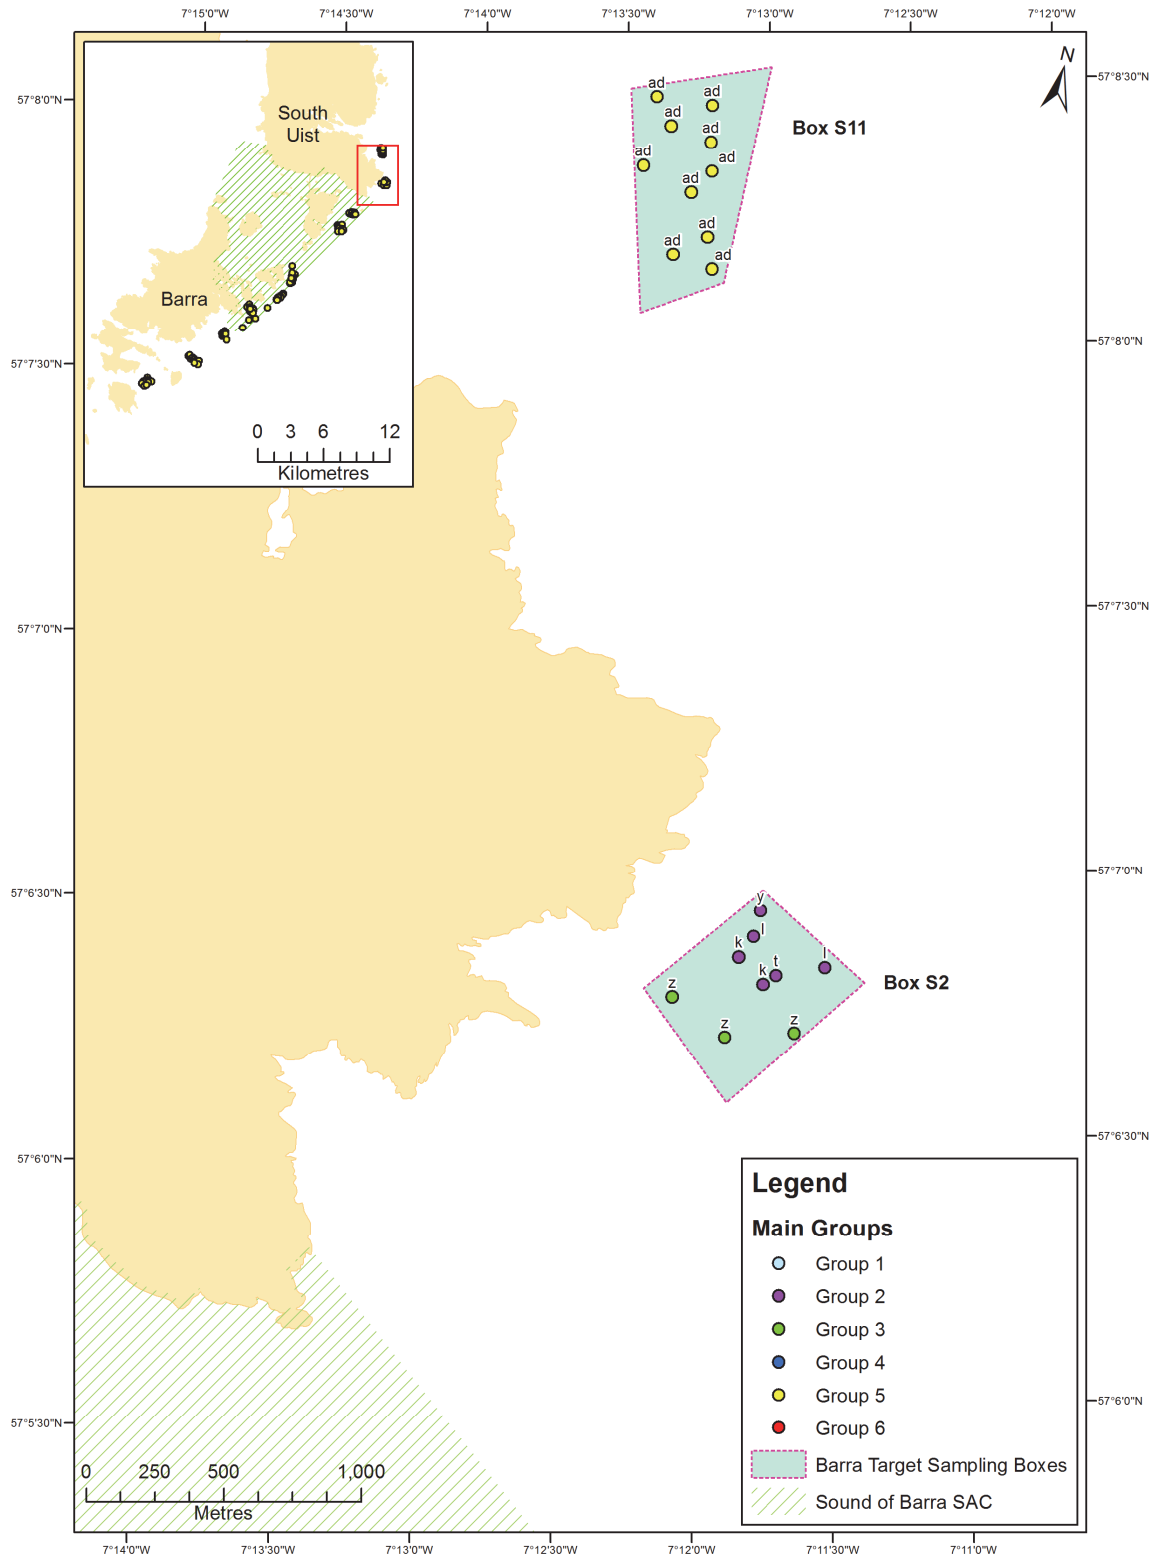 7°15'0"W 7°14'30"W 7°14'0"W 7°13'30"W 7°13'0"W 7°12'30"W 7°12'0"W
N
57°8'0"N
57°7'30"N
57°7'0"N
57°6'30"N
57°6'0"N
57°5'30"N
South
Uist
Barra
0 3 6 12
Kilometres
ad
ad
ad
ad
ad
ad
ad
ad
ad
ad
Box S11
57°8'30"N
57°8'0"N
57°7'30"N
57°7'0"N
57°6'30"N
57°6'0"N
y
l
k
l
t
k
z
z
z
Box S2
Legend
Main Groups
Group 1
Group 2
Group 3
Group 4
Group 5
Group 6
Barra Target Sampling Boxes
Sound of Barra SAC
0 250 500 1,000
Metres
7°14'0"W 7°13'30"W 7°13'0"W 7°12'30"W 7°12'0"W 7°11'30"W 7°11'0"W